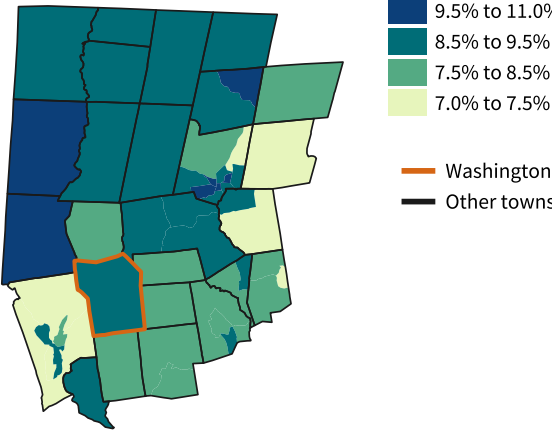 9.5% to 11.0%
8.5% to 9.5%
7.5% to 8.5%
7.0% to 7.5%
Washington
Other towns